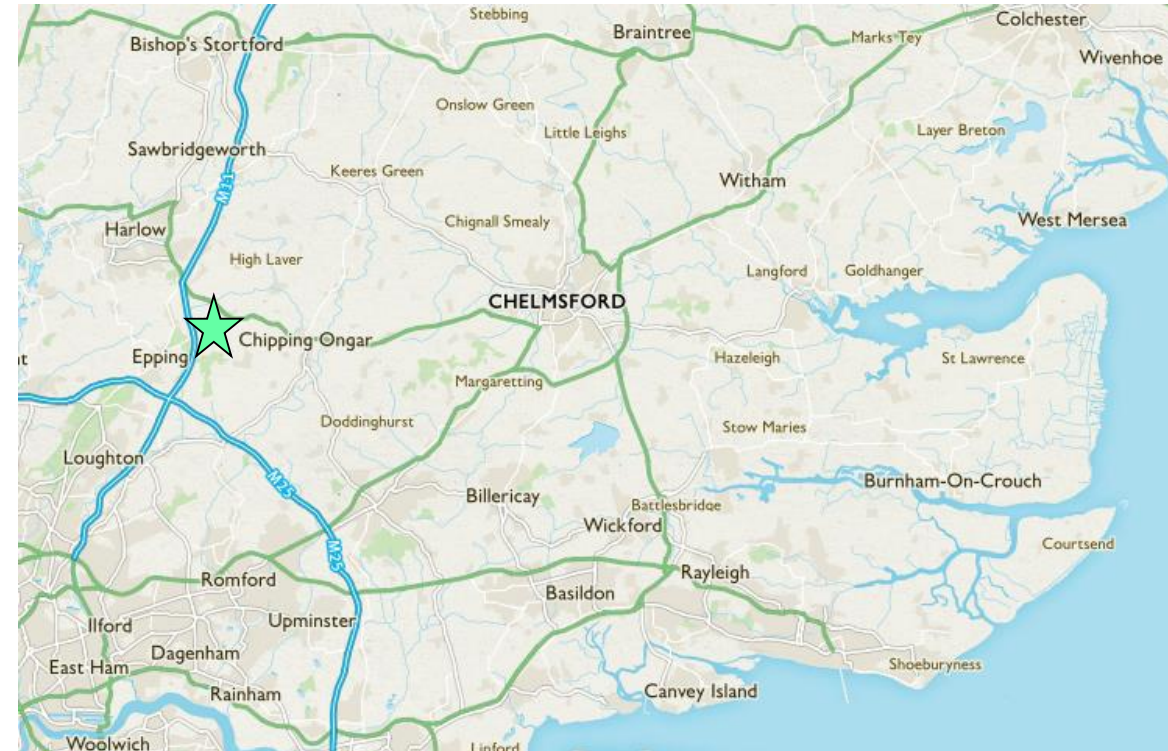 Stebbing
Colchester
Braintree
Marks Tey
Bishop's Stortford
Wivenhoe
Onslow Green
Little Leighs
Layer Breton
Sawbridgeworth
Keeres Green
Witham
M11
Chignall Smealy
West Mersea
Harlow
High Laver
Langford
Goldhanger
CHELMSFORD
Chipping Ongar
Epping
Hazeleigh
St Lawrence
Margaretting
Doddinghurst
Stow Maries
Loughton
M25
Burnham-On-Crouch
Billericay
Battlesbridge
Wickford
Courtsend
M25
Rayleigh
Romford
Basildon
Upminster
Ilford
Dagenham
East Ham
Shoeburyness
Rainham
Canvey Island
Woolwich
Linford